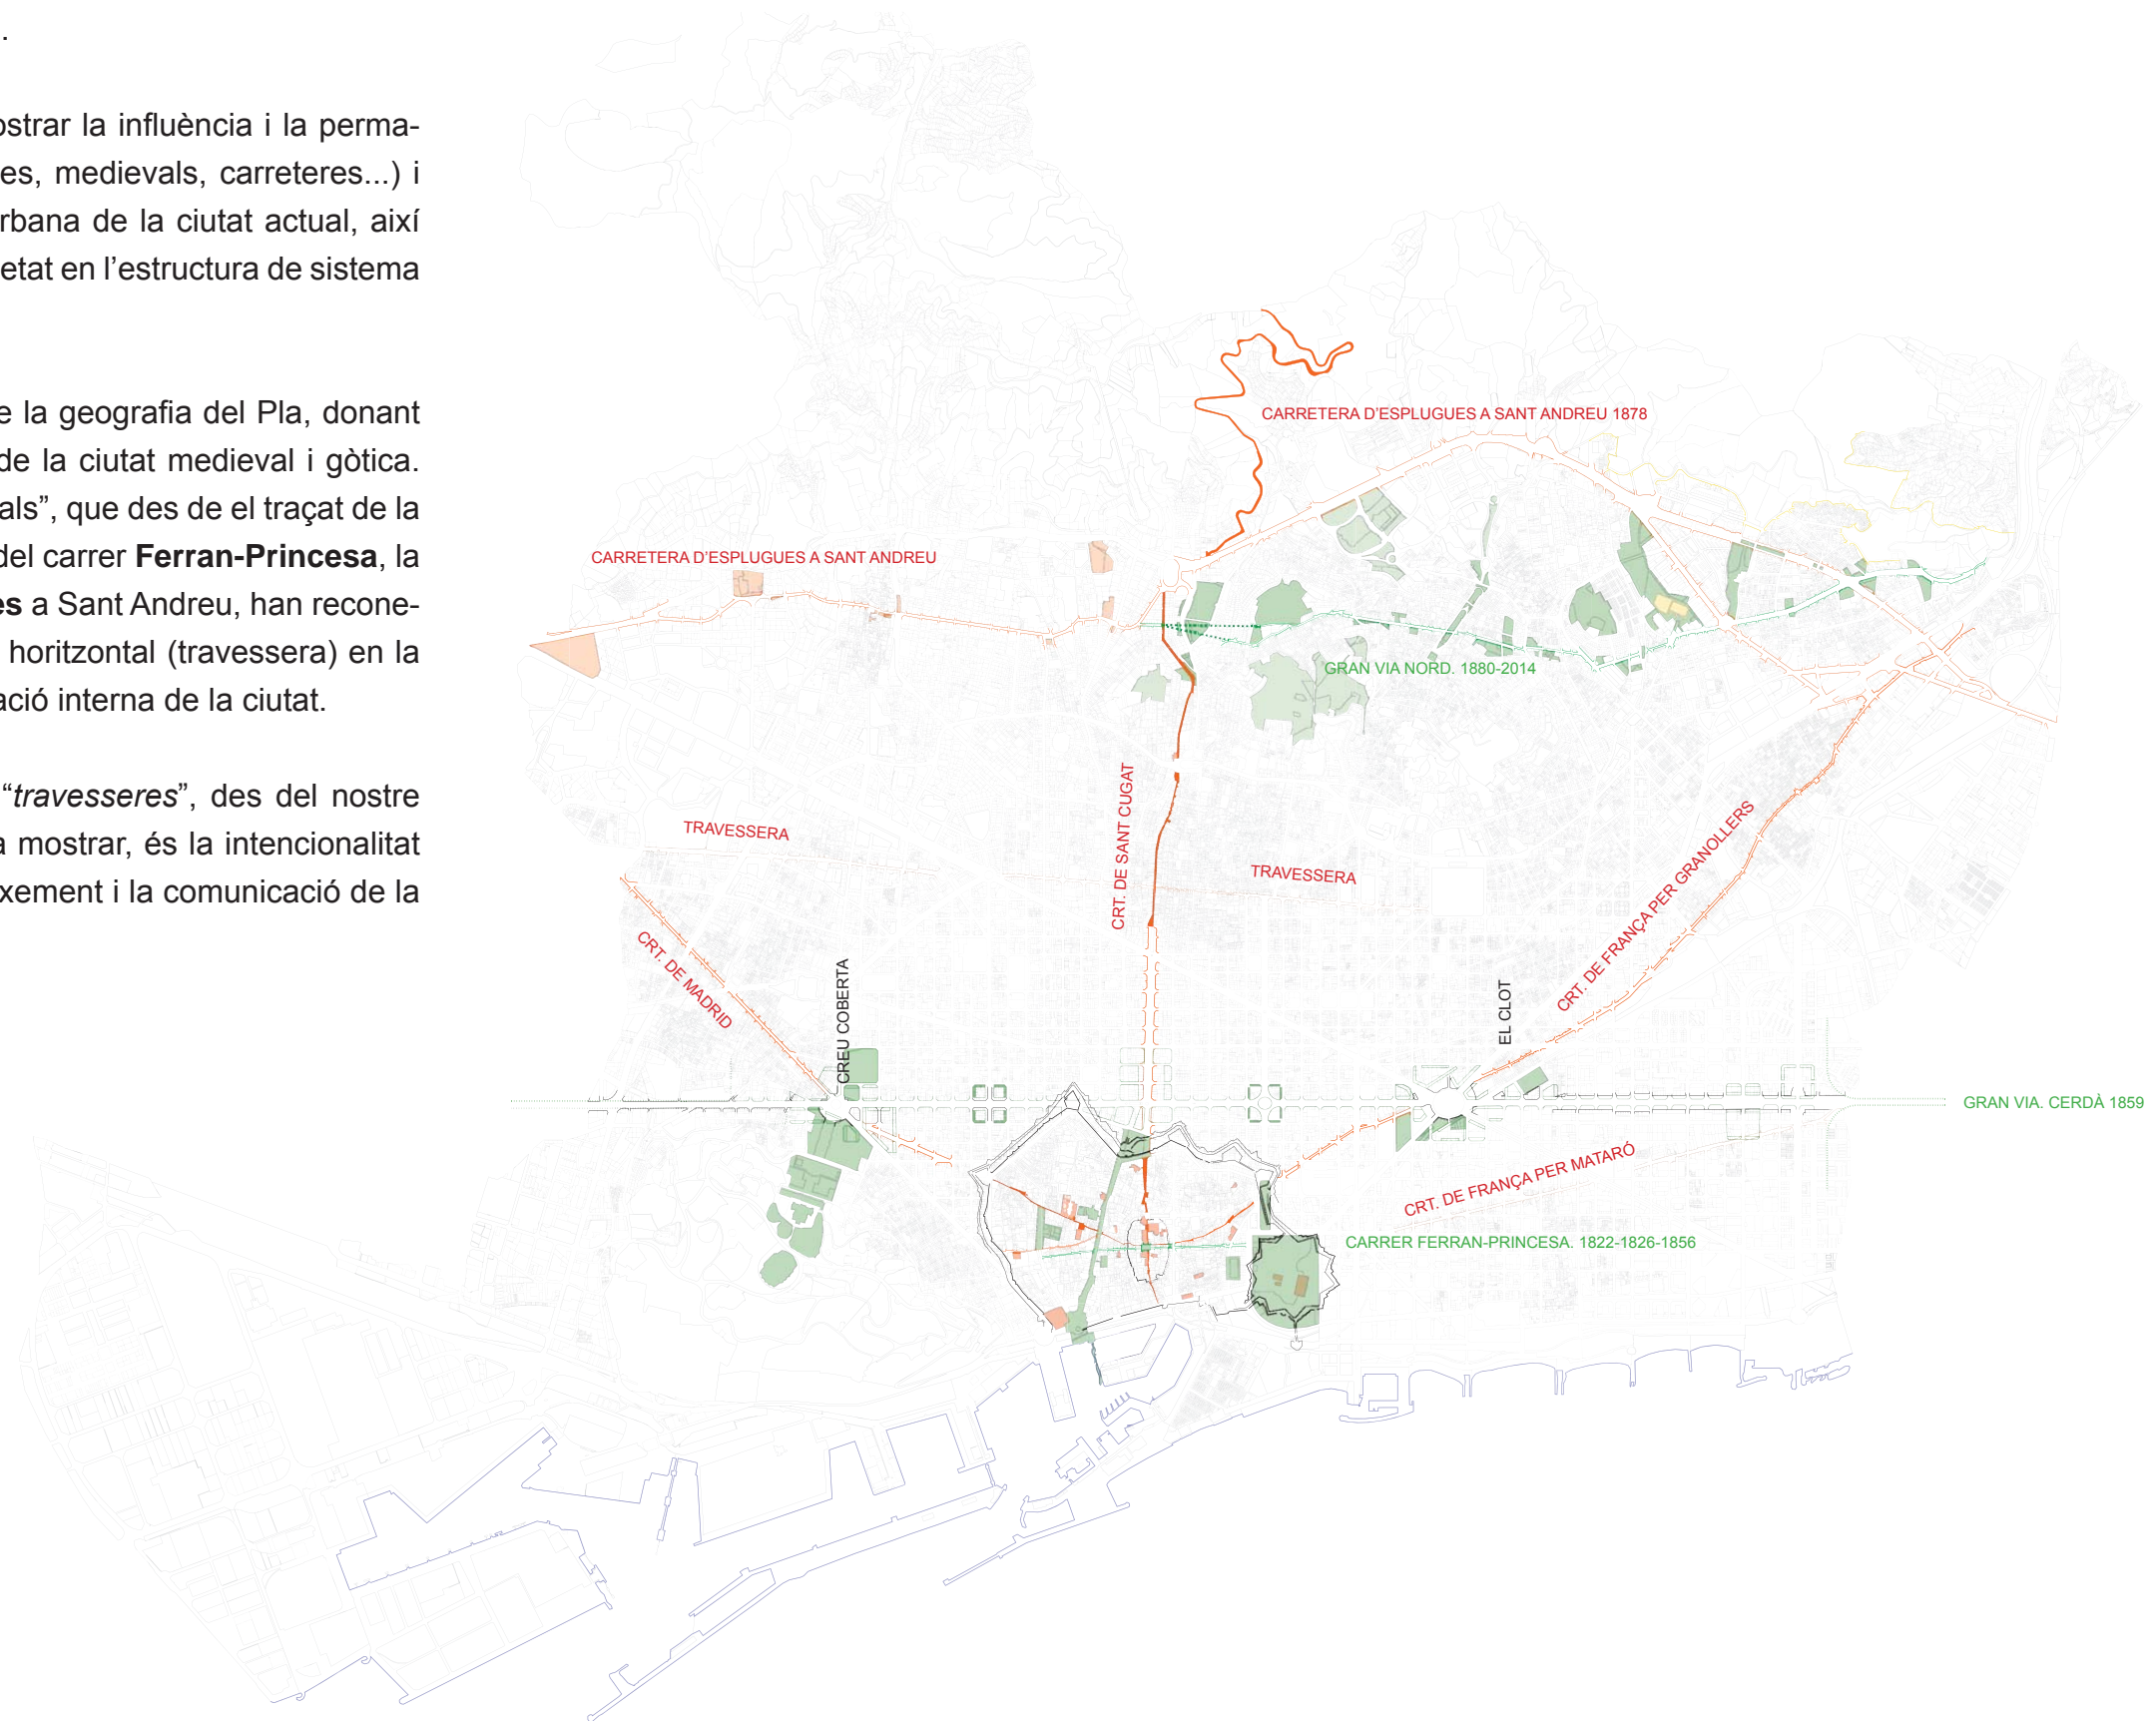 .
ostrar la influència i la perma-
es, medievals, carreteres...) i
rbana de la ciutat actual, així
etat en l’estructura de sistema
e la geografia del Pla, donant
de la ciutat medieval i gòtica.
als”, que des de el traçat de la
del carrer Ferran-Princesa, la
es a Sant Andreu, han recone-
horitzontal (travessera) en la
ació interna de la ciutat.
“travesseres”, des del nostre
a mostrar, és la intencionalitat
xement i la comunicació de la
CARRETERA D’ESPLUGUES A SANT ANDREU 1878
CARRETERA D’ESPLUGUES A SANT ANDREU
GRAN VIA NORD. 1880-2014
CRT. DE SANT CUGAT
TRAVESSERA
TRAVESSERA
CRT. DE FRANÇA PER GRANOLLERS
CRT. DE MADRID
CREU COBERTA
EL CLOT
GRAN VIA. CERDÀ 1859
CRT. DE FRANÇA PER MATARÓ
CARRER FERRAN-PRINCESA. 1822-1826-1856